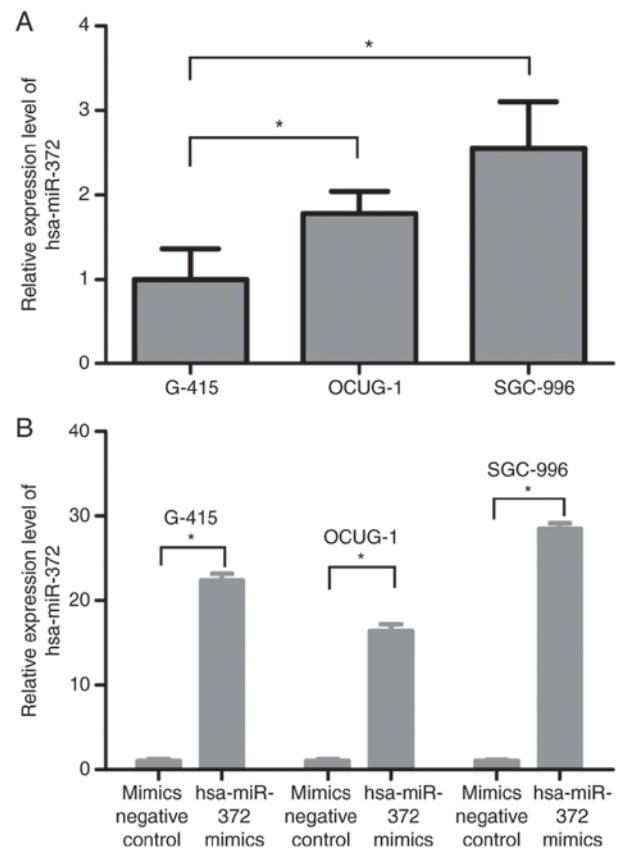 A
Relative expression level of
hsa-miR-372
4
3
2
1
0
*
*
G-415
OCUG-1
SGC-996
B
Relative expression level of
hsa-miR-372
40
30
20
10
0
G-415
*
OCUG-1
*
SGC-996
*
Mimics
negative
control
hsa-miR-
372
mimics
Mimics
negative
control
hsa-miR-
372
mimics
Mimics
negative
control
hsa-miR-
372
mimics